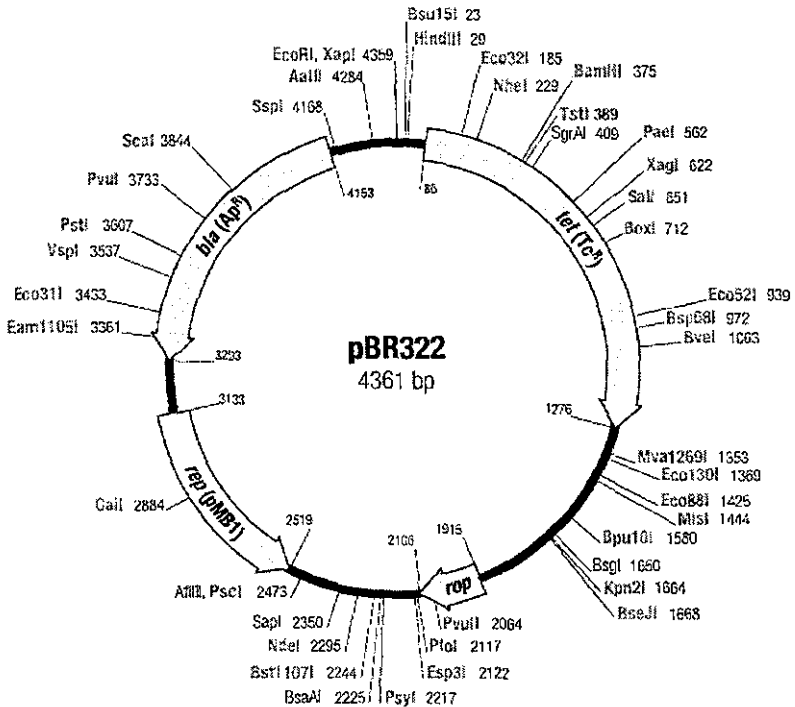 Bsu15I 23
HindIII 29
EcoRI, XapI 4359
AatII 4284
SspI 4168
Eco32I 185
NheI 229
BamHI 375
TstI 389
SgrAI 409
PaeI 562
XagI 622
SalI 651
BoxI 712
ScaI 3844
PvuI 3733
PstI 3607
VspI 3537
Eco31I 3433
Eam1105I 3361
bla (ApR)
4153
86
tet (TcR)
Eco52I 939
Bsp68I 972
BveI 1063
pBR322
4361 bp
3293
3133
1276
Mva1269I 1353
Eco130I 1369
Eco88I 1425
MlsI 1444
Bpu10I 1580
BsgI 1650
Kpn2I 1664
BseJI 1668
rep (pMB1)
CaiI 2884
2519
2106
1915
rop
AflIII, PscI 2473
SapI 2350
NdeI 2295
Bst1107I 2244
BsaAI 2225
PsyI 2217
PvuII 2064
PfoI 2117
Esp3I 2122